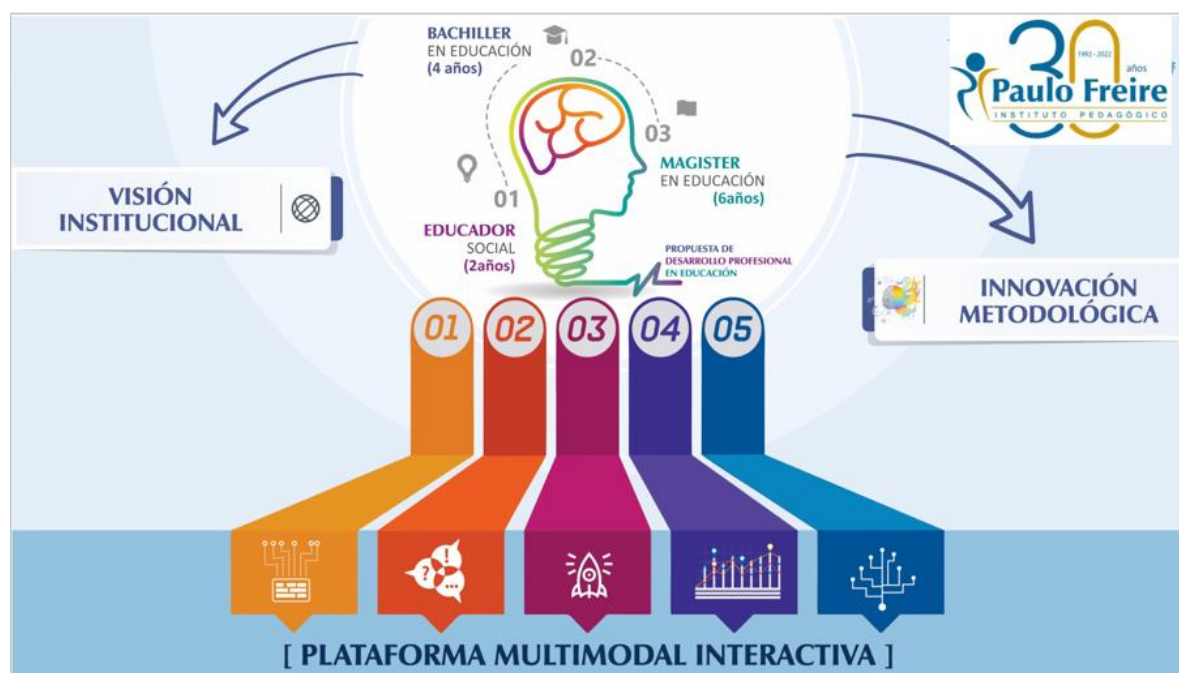 BACHILLER
EN EDUCACIÓN
(4 años)
02
1992 - 2022
30
años
Paulo Freire
INSTITUTO PEDAGÓGICO
03
MAGISTER
EN EDUCACIÓN
(6años)
VISIÓN
INSTITUCIONAL
01
EDUCADOR
SOCIAL
(2años)
PROPUESTA DE
DESARROLLO PROFESIONAL
EN EDUCACIÓN
INNOVACIÓN
METODOLÓGICA
01 02 03 04 05
? ! ...
[ PLATAFORMA MULTIMODAL INTERACTIVA ]